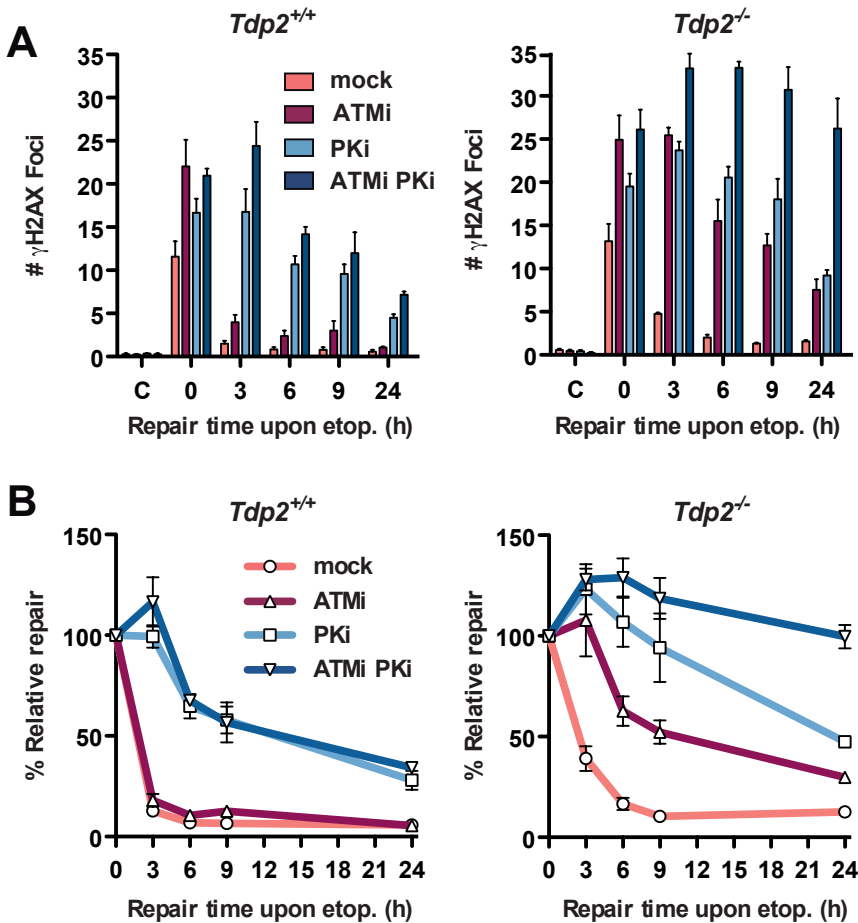 A
Tdp2+/+
Tdp2-/-
# γH2AX Foci
35
30
25
20
15
10
5
0
mock
ATMi
PKi
ATMi PKi
C 0 3 6 9 24
Repair time upon etop. (h)
# γH2AX Foci
35
30
25
20
15
10
5
0
C 0 3 6 9 24
Repair time upon etop. (h)
B
Tdp2+/+
Tdp2-/-
% Relative repair
150
100
50
0
mock
ATMi
PKi
ATMi PKi
0 3 6 9 12 15 18 21 24
Repair time upon etop. (h)
% Relative repair
150
100
50
0
0 3 6 9 12 15 18 21 24
Repair time upon etop. (h)